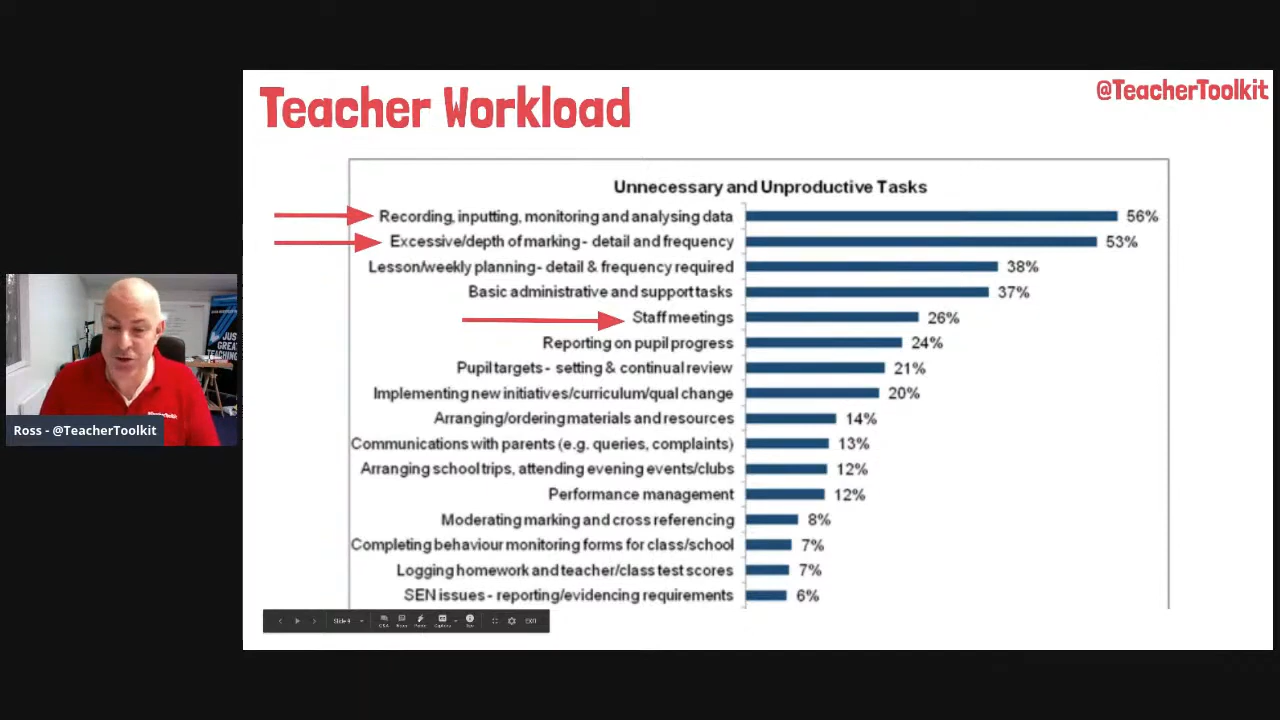 Teacher Workload
@TeacherToolkit
Unnecessary and Unproductive Tasks
Recording, inputting, monitoring and analysing data 56%
Excessive/depth of marking - detail and frequency 53%
Lesson/weekly planning - detail & frequency required 38%
Basic administrative and support tasks 37%
Staff meetings 26%
Reporting on pupil progress 24%
Pupil targets - setting & continual review 21%
Implementing new initiatives/curriculum/qual change 20%
Arranging/ordering materials and resources 14%
Communications with parents (e.g. queries, complaints) 13%
Arranging school trips, attending evening events/clubs 12%
Performance management 12%
Moderating marking and cross referencing 8%
Completing behaviour monitoring forms for class/school 7%
Logging homework and teacher/class test scores 7%
SEN issues - reporting/evidencing requirements 6%
JUS
GREA
TEACHING
Ross - @TeacherToolkit
Slide
Q&A
EXIT